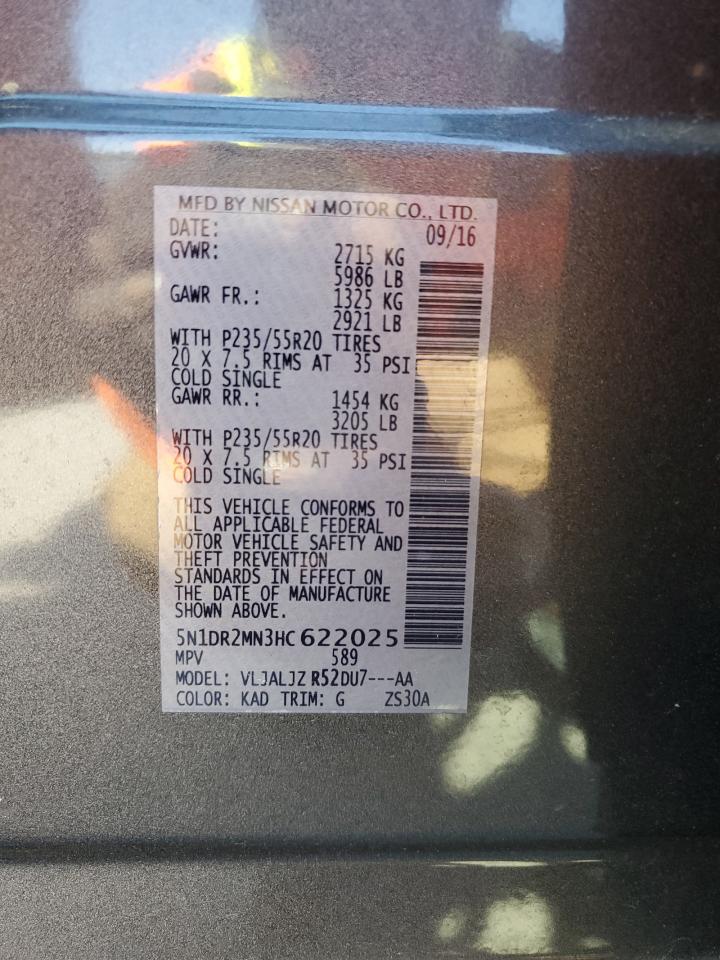 MFD BY NISSAN MOTOR CO., LTD.
DATE: 09/16
GVWR: 2715 KG
5986 LB
GAWR FR.: 1325 KG
2921 LB
WITH P235/55R20 TIRES
20 X 7.5 RIMS AT 35 PSI
COLD SINGLE
GAWR RR.: 1454 KG
3205 LB
WITH P235/55R20 TIRES
20 X 7.5 RIMS AT 35 PSI
COLD SINGLE
THIS VEHICLE CONFORMS TO
ALL APPLICABLE FEDERAL
MOTOR VEHICLE SAFETY AND
THEFT PREVENTION
STANDARDS IN EFFECT ON
THE DATE OF MANUFACTURE
SHOWN ABOVE.
5N1DR2MN3HC622025
MPV 589
MODEL: VLJALJZ R52DU7---AA
COLOR: KAD TRIM: G ZS30A